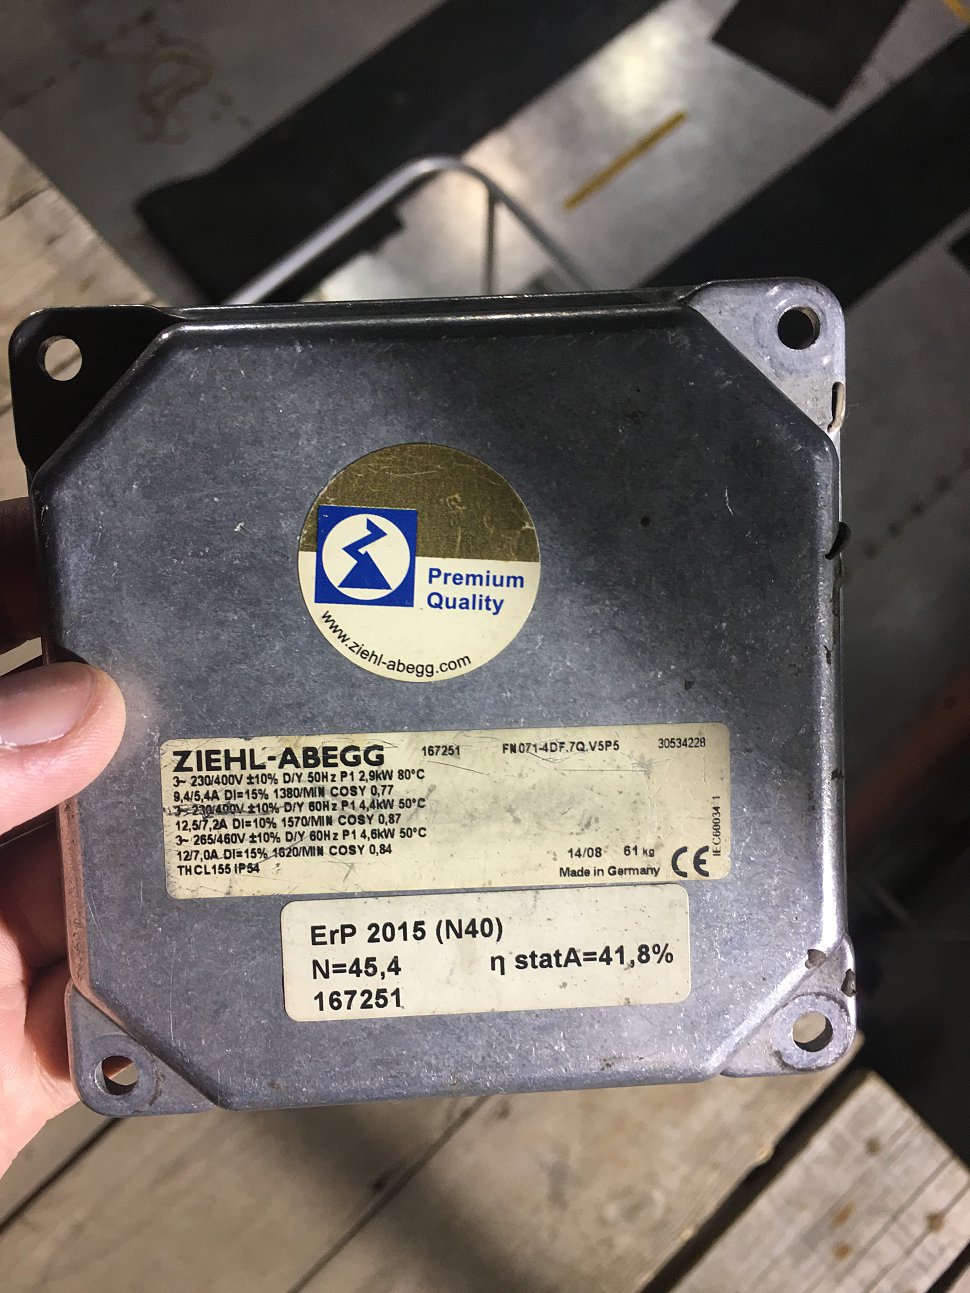 Premium
Quality
www.ziehl-abegg.com
ZIEHL-ABEGG 167251 FN071-4DF.7Q.V5P5 30534228
3~ 230/400V ±10% D/Y 50Hz P1 2,9kW 80°C
9,4/5,4A DI=15% 1380/MIN COSY 0,77
3~ 230/400V ±10% D/Y 60Hz P1 4,4kW 50°C
12,5/7,2A DI=10% 1570/MIN COSY 0,87
3~ 265/460V ±10% D/Y 60Hz P1 4,6kW 50°C
12/7,0A DI=15% 1620/MIN COSY 0,84
THCL155 IP54
14/08 61 kg
Made in Germany CE
IEC60034-1
ErP 2015 (N40)
N=45,4 η statA=41,8%
167251